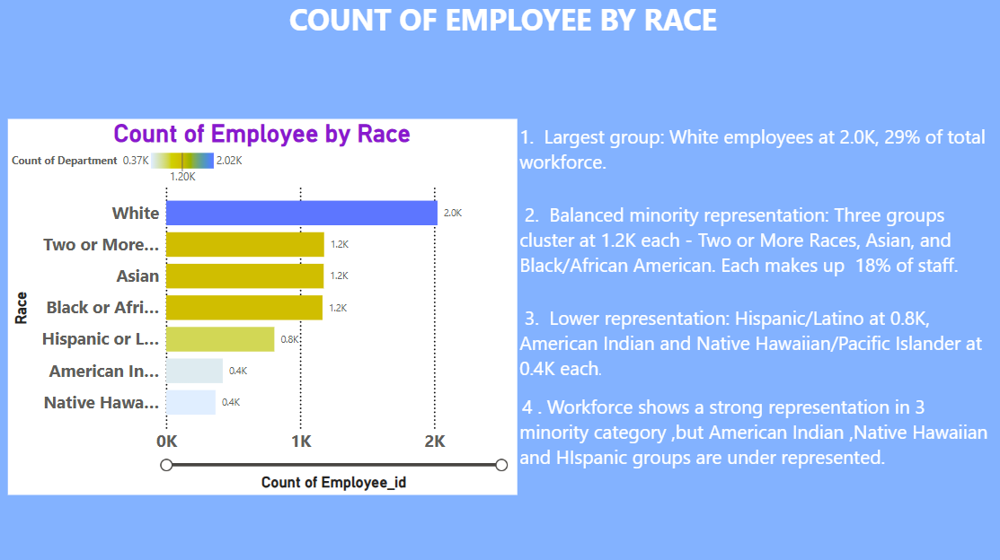 COUNT OF EMPLOYEE BY RACE
Count of Employee by Race
Count of Department 0.37K 2.02K
1.20K
Race
White 2.0K
Two or More... 1.2K
Asian 1.2K
Black or Afri... 1.2K
Hispanic or L... 0.8K
American In... 0.4K
Native Hawa... 0.4K
0K 1K 2K
Count of Employee_id
1. Largest group: White employees at 2.0K, 29% of total
workforce.
2. Balanced minority representation: Three groups
cluster at 1.2K each - Two or More Races, Asian, and
Black/African American. Each makes up 18% of staff.
3. Lower representation: Hispanic/Latino at 0.8K,
American Indian and Native Hawaiian/Pacific Islander at
0.4K each.
4 . Workforce shows a strong representation in 3
minority category ,but American Indian ,Native Hawaiian
and HIspanic groups are under represented.